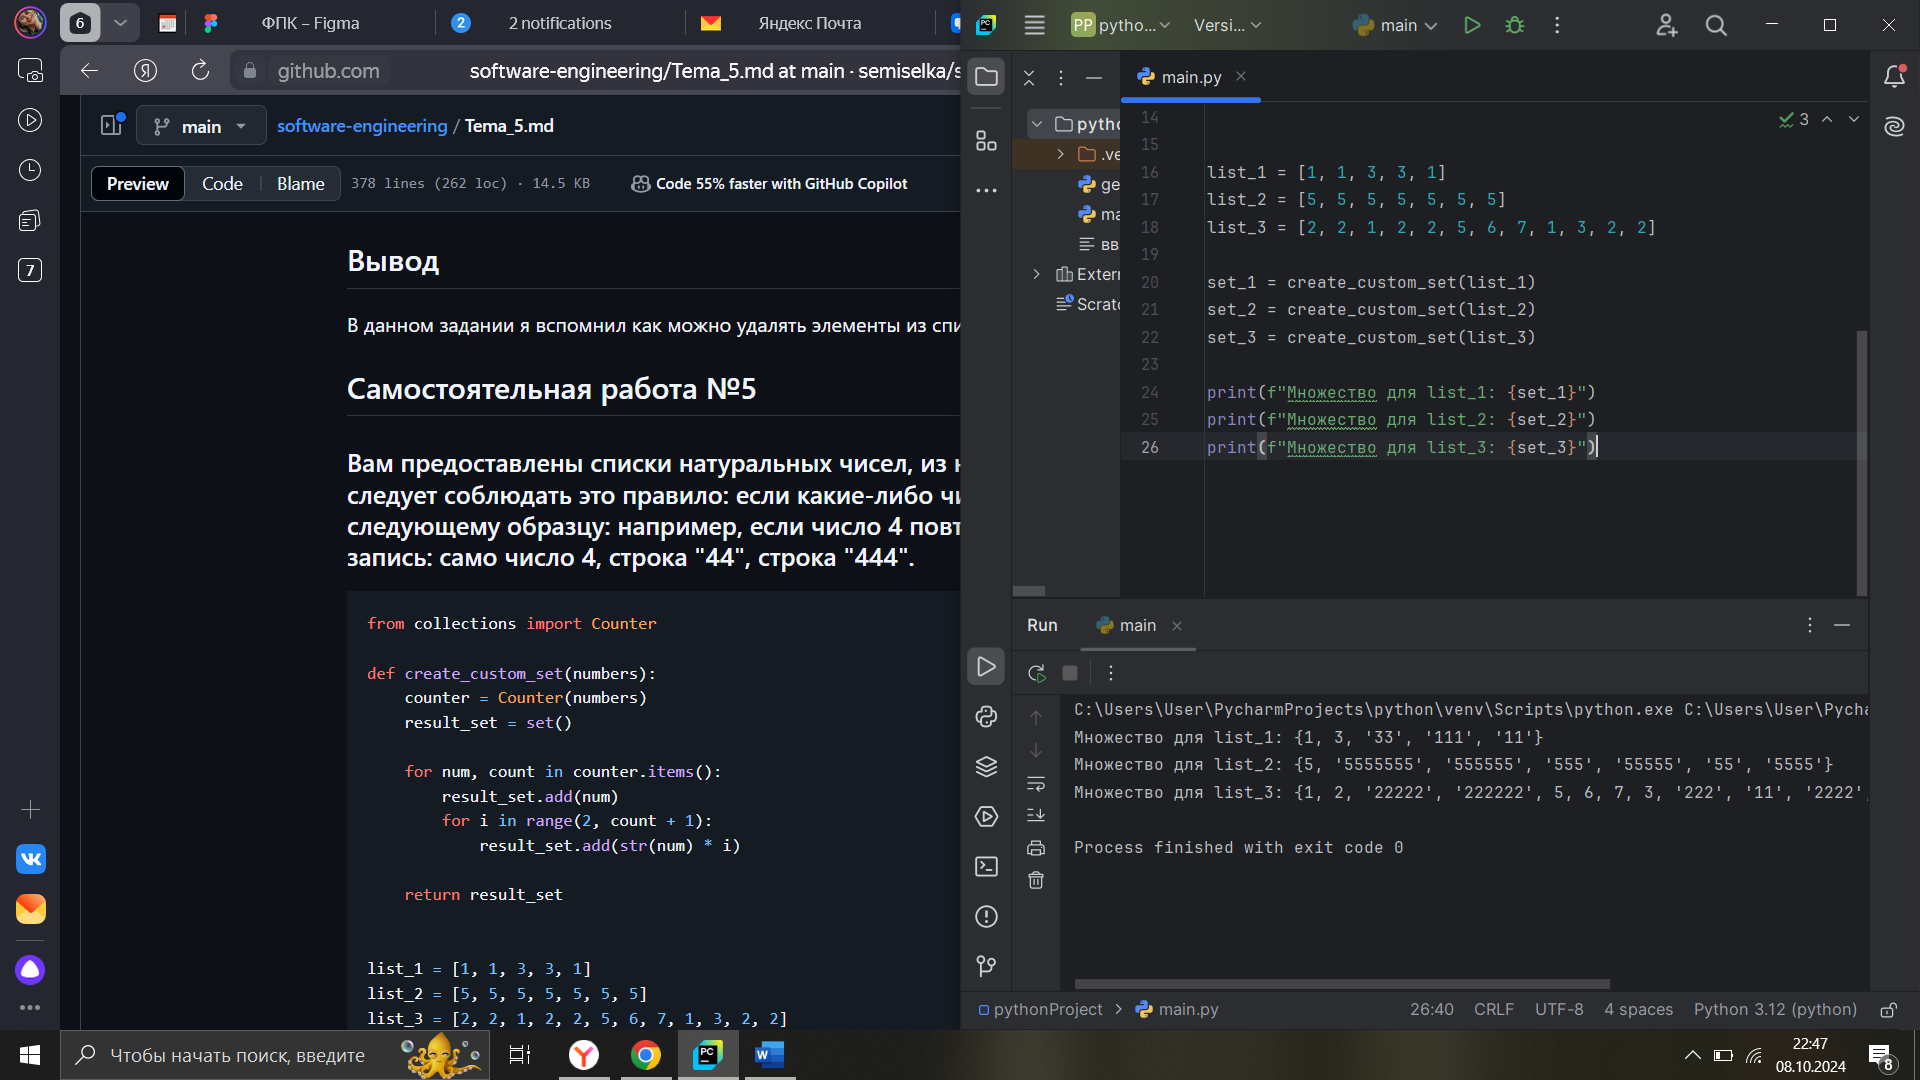 6
ФПК – Figma
2
2 notifications
Яндекс Почта
github.com
software-engineering/Tema_5.md at main · semiselka/s
7
main
software-engineering / Tema_5.md
Preview
Code
Blame
378 lines (262 loc) · 14.5 KB
Code 55% faster with GitHub Copilot
Вывод
В данном задании я вспомнил как можно удалять элементы из спи
Самостоятельная работа №5
Вам предоставлены списки натуральных чисел, из
следует соблюдать это правило: если какие-либо
следующему образцу: например, если число 4 повт
запись: само число 4, строка "44", строка "444".
from collections import Counter
def create_custom_set(numbers):
counter = Counter(numbers)
result_set = set()
for num, count in counter.items():
result_set.add(num)
for i in range(2, count + 1):
result_set.add(str(num) * i)
return result_set
list_1 = [1, 1, 3, 3, 1]
list_2 = [5, 5, 5, 5, 5, 5, 5]
list_3 = [2, 2, 1, 2, 2, 5, 6, 7, 1, 3, 2, 2]
PC
PP pytho...
Versi...
main
main.py
pytho
.ve
ge
ma
вв
Extern
Scratc
3
14
15
16 list_1 = [1, 1, 3, 3, 1]
17 list_2 = [5, 5, 5, 5, 5, 5, 5]
18 list_3 = [2, 2, 1, 2, 2, 5, 6, 7, 1, 3, 2, 2]
19
20 set_1 = create_custom_set(list_1)
21 set_2 = create_custom_set(list_2)
22 set_3 = create_custom_set(list_3)
23
24 print(f"Множество для list_1: {set_1}")
25 print(f"Множество для list_2: {set_2}")
26 print(f"Множество для list_3: {set_3}")
Run
main
C:\Users\User\PycharmProjects\python\venv\Scripts\python.exe C:\Users\User\Pycha
Множество для list_1: {1, 3, '33', '111', '11'}
Множество для list_2: {5, '5555555', '555555', '555', '55555', '55', '5555'}
Множество для list_3: {1, 2, '22222', '222222', 5, 6, 7, 3, '222', '11', '2222',
Process finished with exit code 0
pythonProject
main.py
26:40
CRLF
UTF-8
4 spaces
Python 3.12 (python)
Чтобы начать поиск, введите
PC
W
22:47
08.10.2024
8